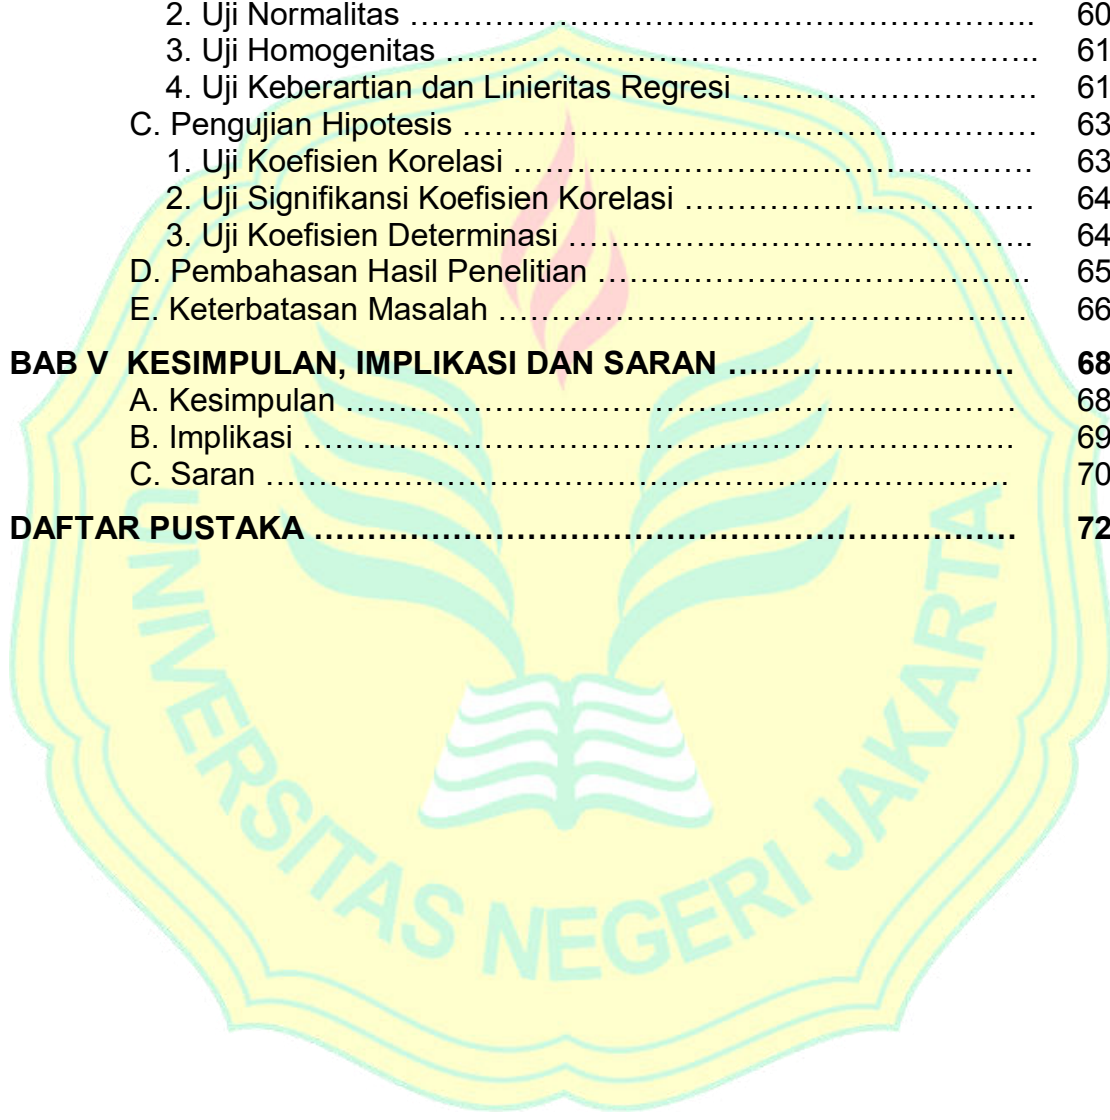 2. Uji Normalitas ………………………………………………….. 60
3. Uji Homogenitas ……………………………………………….. 61
4. Uji Keberartian dan Linieritas Regresi ………………………. 61
C. Pengujian Hipotesis ……………………………………………… 63
1. Uji Koefisien Korelasi …………………………………………. 63
2. Uji Signifikansi Koefisien Korelasi …………………………… 64
3. Uji Koefisien Determinasi …………………………………….. 64
D. Pembahasan Hasil Penelitian ………………………………….. 65
E. Keterbatasan Masalah ………………………………………….. 66
BAB V KESIMPULAN, IMPLIKASI DAN SARAN ……………………… 68
A. Kesimpulan ……………………………………………………… 68
B. Implikasi …………………………………………………………. 69
C. Saran ……………………………………………………………. 70
DAFTAR PUSTAKA ………………………………………………………… 72
UNIVERSITAS NEGERI JAKARTA